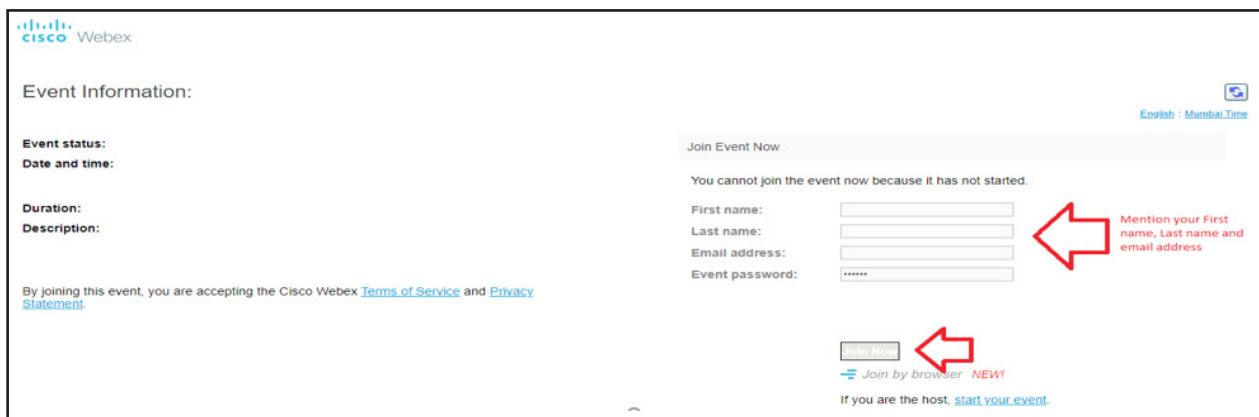 cisco Webex
Event Information:
English : Mumbai Time
Event status:
Date and time:
Duration:
Description:
By joining this event, you are accepting the Cisco Webex Terms of Service and Privacy
Statement.
Join Event Now
You cannot join the event now because it has not started.
First name:
Last name:
Email address:
Event password:
••••••
Mention your First
name, Last name and
email address
Join Now
Join by browser NEW!
If you are the host, start your event.